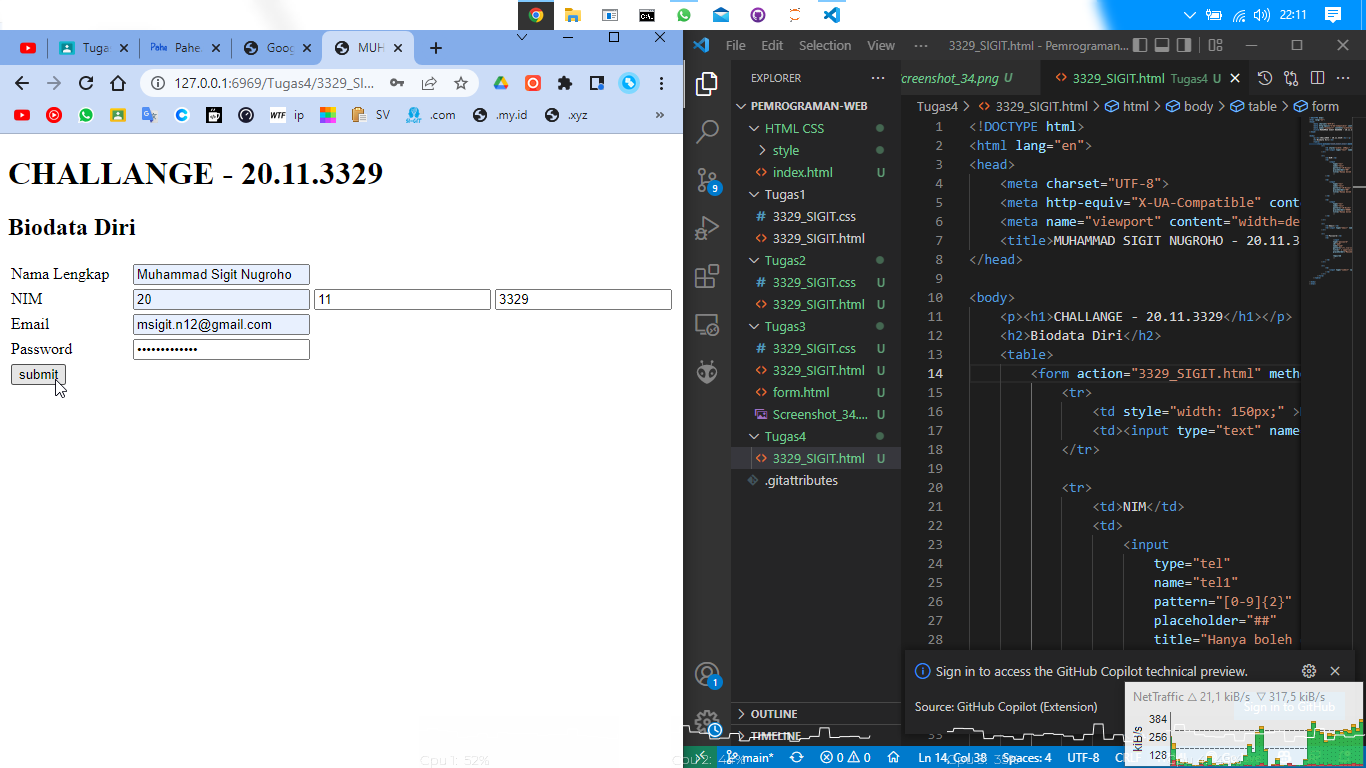 22:11
Tuga
Pahe
Pahe.
Goog
MUH
127.0.0.1:6969/Tugas4/3329_SI...
WTF
ip
SV
.com
.my.id
.xyz
»
CHALLANGE - 20.11.3329
Biodata Diri
Nama Lengkap Muhammad Sigit Nugroho
NIM 20 11 3329
Email msigit.n12@gmail.com
Password •••••••••••••
submit
File Edit Selection View ··· 3329_SIGIT.html - Pemrograman...
EXPLORER ···
PEMROGRAMAN-WEB
HTML CSS
style
index.html U
Tugas1
# 3329_SIGIT.css
3329_SIGIT.html
Tugas2
# 3329_SIGIT.css U
3329_SIGIT.html U
Tugas3
# 3329_SIGIT.css U
3329_SIGIT.html U
form.html U
Screenshot_34.... U
Tugas4
3329_SIGIT.html U
.gitattributes
OUTLINE
TIMELINE
9
1
creenshot_34.png U
3329_SIGIT.html Tugas4 U
Tugas4 > 3329_SIGIT.html > html > body > table > form
1 <!DOCTYPE html>
2 <html lang="en">
3 <head>
4 <meta charset="UTF-8">
5 <meta http-equiv="X-UA-Compatible" cont
6 <meta name="viewport" content="width=de
7 <title>MUHAMMAD SIGIT NUGROHO - 20.11.3
8 </head>
9
10 <body>
11 <p><h1>CHALLANGE - 20.11.3329</h1></p>
12 <h2>Biodata Diri</h2>
13 <table>
14 <form action="3329_SIGIT.html" meth
15 <tr>
16 <td style="width: 150px;" >
17 <td><input type="text" name
18 </tr>
19
20 <tr>
21 <td>NIM</td>
22 <td>
23 <input
24 type="tel"
25 name="tel1"
26 pattern="[0-9]{2}"
27 placeholder="##"
28 title="Hanya boleh
33
Sign in to access the GitHub Copilot technical preview.
Source: GitHub Copilot (Extension)
Sign in to GitHub
NetTraffic △ 21,1 kiB/s ▽ 317,5 kiB/s
kiB/s
384
256
128
main*
0 0
Ln 14, Col 38
Spaces: 4
UTF-8
Cpu 1: 52%